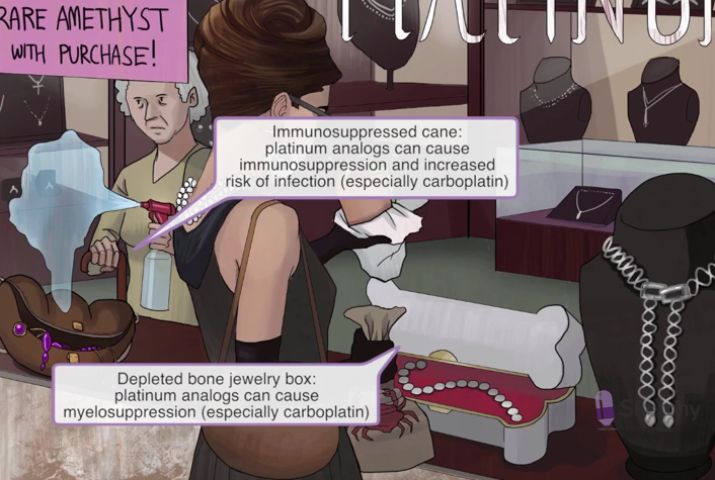 RARE AMETHYST
WITH PURCHASE!
PLATINUM
Immunosuppressed cane:
platinum analogs can cause
immunosuppression and increased
risk of infection (especially carboplatin)
Depleted bone jewelry box:
platinum analogs can cause
myelosuppression (especially carboplatin)